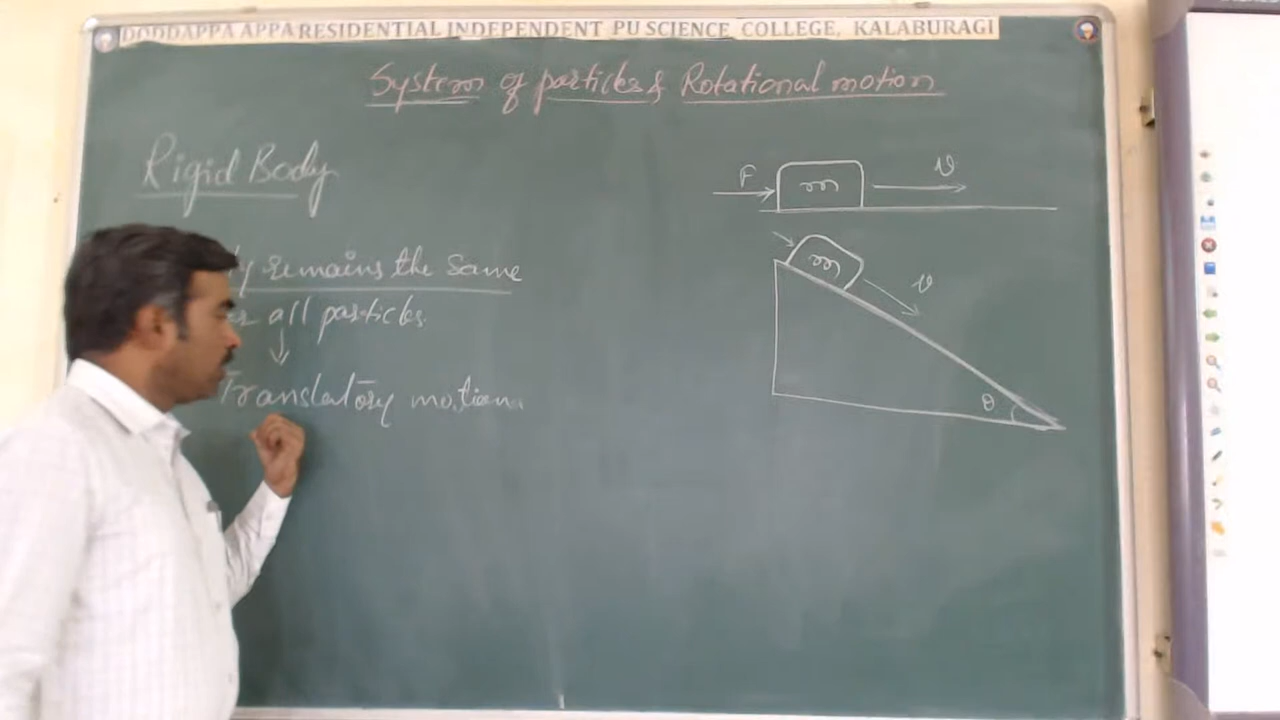 DODDAPPA APPA RESIDENTIAL INDEPENDENT PU SCIENCE COLLEGE, KALABURAGI
System of particles & Rotational motion
Rigid Body
remains the same
all particles.
Translatory motion.
F
m
v
m
v
θ